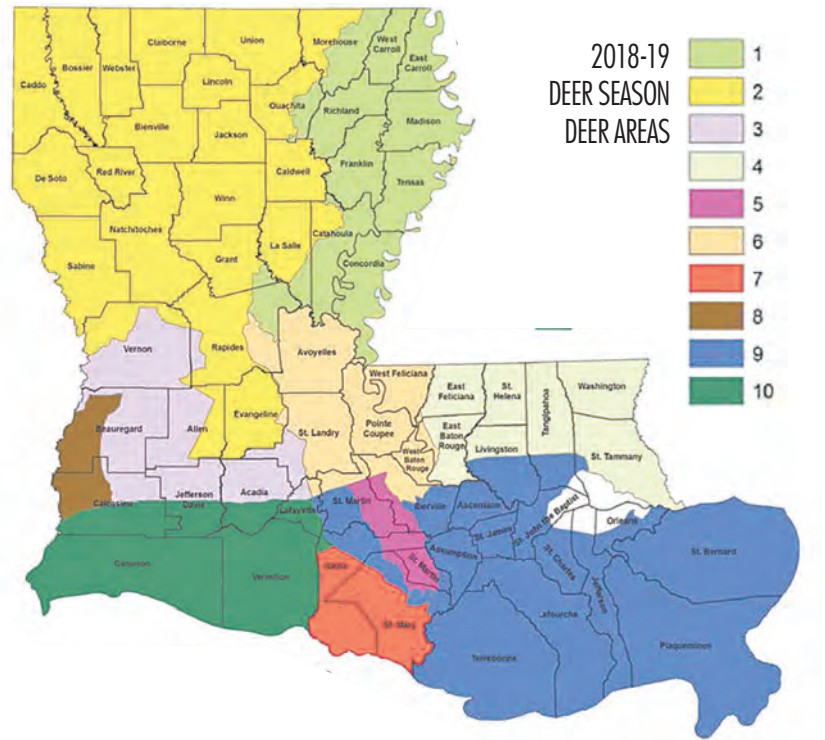 2018-19
DEER SEASON
DEER AREAS
1
2
3
4
5
6
7
8
9
10
Claiborne
Union
Morehouse
West
Carroll
East
Carroll
Caddo
Bossier
Webster
Lincoln
Ouachita
Richland
Madison
Bienville
Jackson
Franklin
De Soto
Red River
Caldwell
Tensas
Winn
Natchitoches
Catahoula
La Salle
Sabine
Grant
Concordia
Vernon
Rapides
Avoyelles
West Feliciana
East
Feliciana
St.
Helena
Tangipahoa
Washington
Beauregard
Allen
Evangeline
St. Landry
Pointe
Coupee
East
Baton
Rouge
West
Baton
Rouge
Livingston
St. Tammany
Calcasieu
Jefferson
Davis
Acadia
Lafayette
St. Martin
Iberville
Ascension
St. James
St. John the Baptist
Orleans
Cameron
Vermilion
Iberia
St. Martin
Assumption
St. Charles
Jefferson
St. Bernard
St. Mary
Lafourche
Terrebonne
Plaquemines